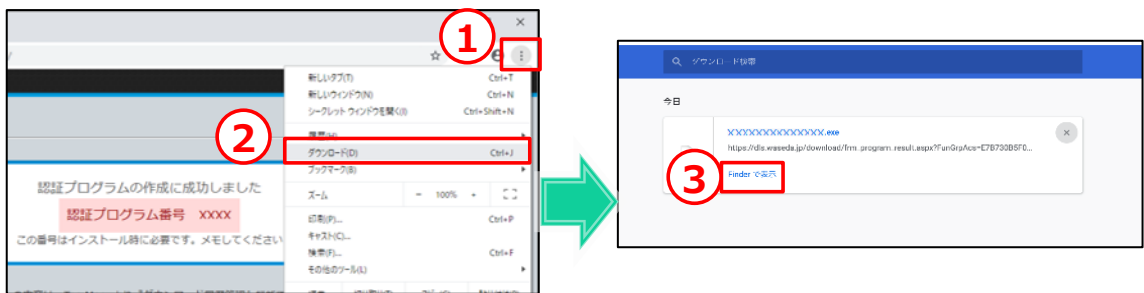 ①
新しいタブ(T) Ctrl+T
新しいウィンドウ(N) Ctrl+N
シークレット ウィンドウを開く(I) Ctrl+Shift+N
②
履歴(H)
ダウンロード(D) Ctrl+J
ブックマーク(B)
ズーム - 100% +
印刷(P)... Ctrl+P
キャスト(C)...
検索(F)... Ctrl+F
その他のツール(L)
認証プログラムの作成に成功しました
認証プログラム番号 XXXX
この番号はインストール時に必要です。メモしてください
ダウンロード検索
今日
XXXXXXXXXXXXXX.exe
https://dls.waseda.jp/download/frm_program_result.aspx?FunGrpAcs=E7B730B5F0...
③
Finder で表示